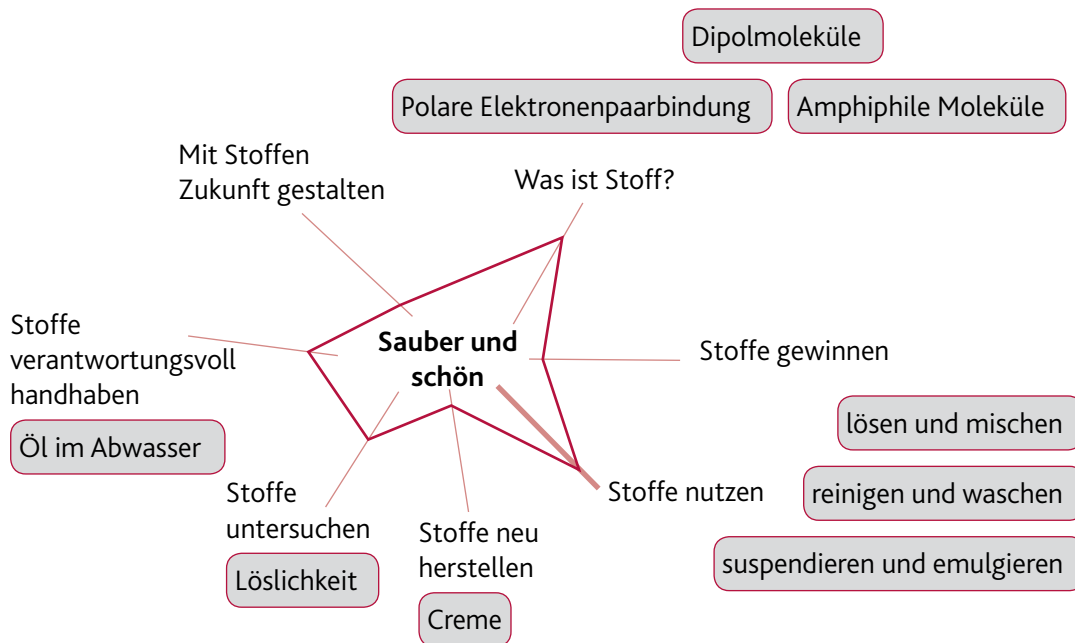 Dipolmoleküle
Polare Elektronenpaarbindung
Amphiphile Moleküle
Mit Stoffen
Zukunft gestalten
Was ist Stoff?
Stoffe
verantwortungsvoll
handhaben
Öl im Abwasser
Sauber und
schön
Stoffe gewinnen
lösen und mischen
Stoffe nutzen
reinigen und waschen
suspendieren und emulgieren
Stoffe
untersuchen
Löslichkeit
Stoffe neu
herstellen
Creme